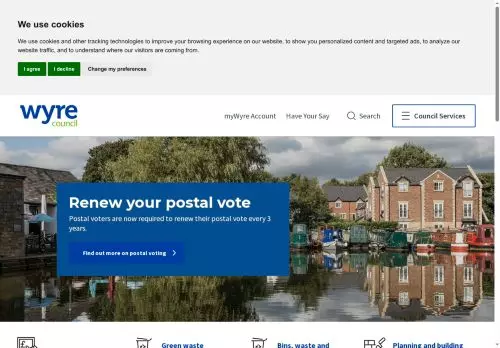 We use cookies
We use cookies and other tracking technologies to improve your browsing experience on our website, to show you personalized content and targeted ads, to analyze our
website traffic, and to understand where our visitors are coming from.
I agree
I decline
Change my preferences
wyre
council
myWyre Account
Have Your Say
Search
Council Services
Renew your postal vote
Postal voters are now required to renew their postal vote every 3
years.
Find out more on postal voting
Green waste
Bins, waste and
Planning and building